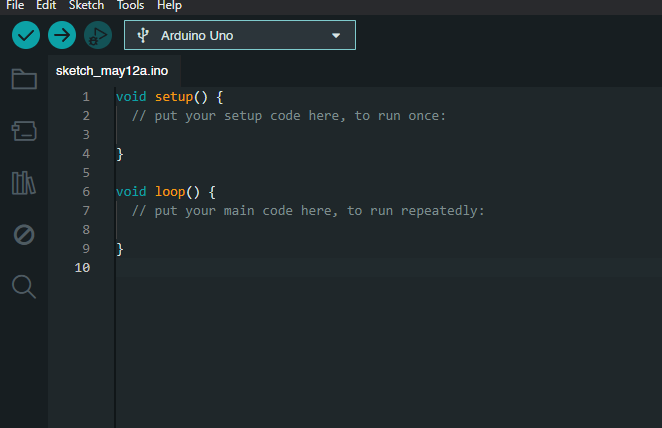 File Edit Sketch Tools Help
Arduino Uno
sketch_may12a.ino
1 void setup() {
2 // put your setup code here, to run once:
3
4 }
5
6 void loop() {
7 // put your main code here, to run repeatedly:
8
9 }
10